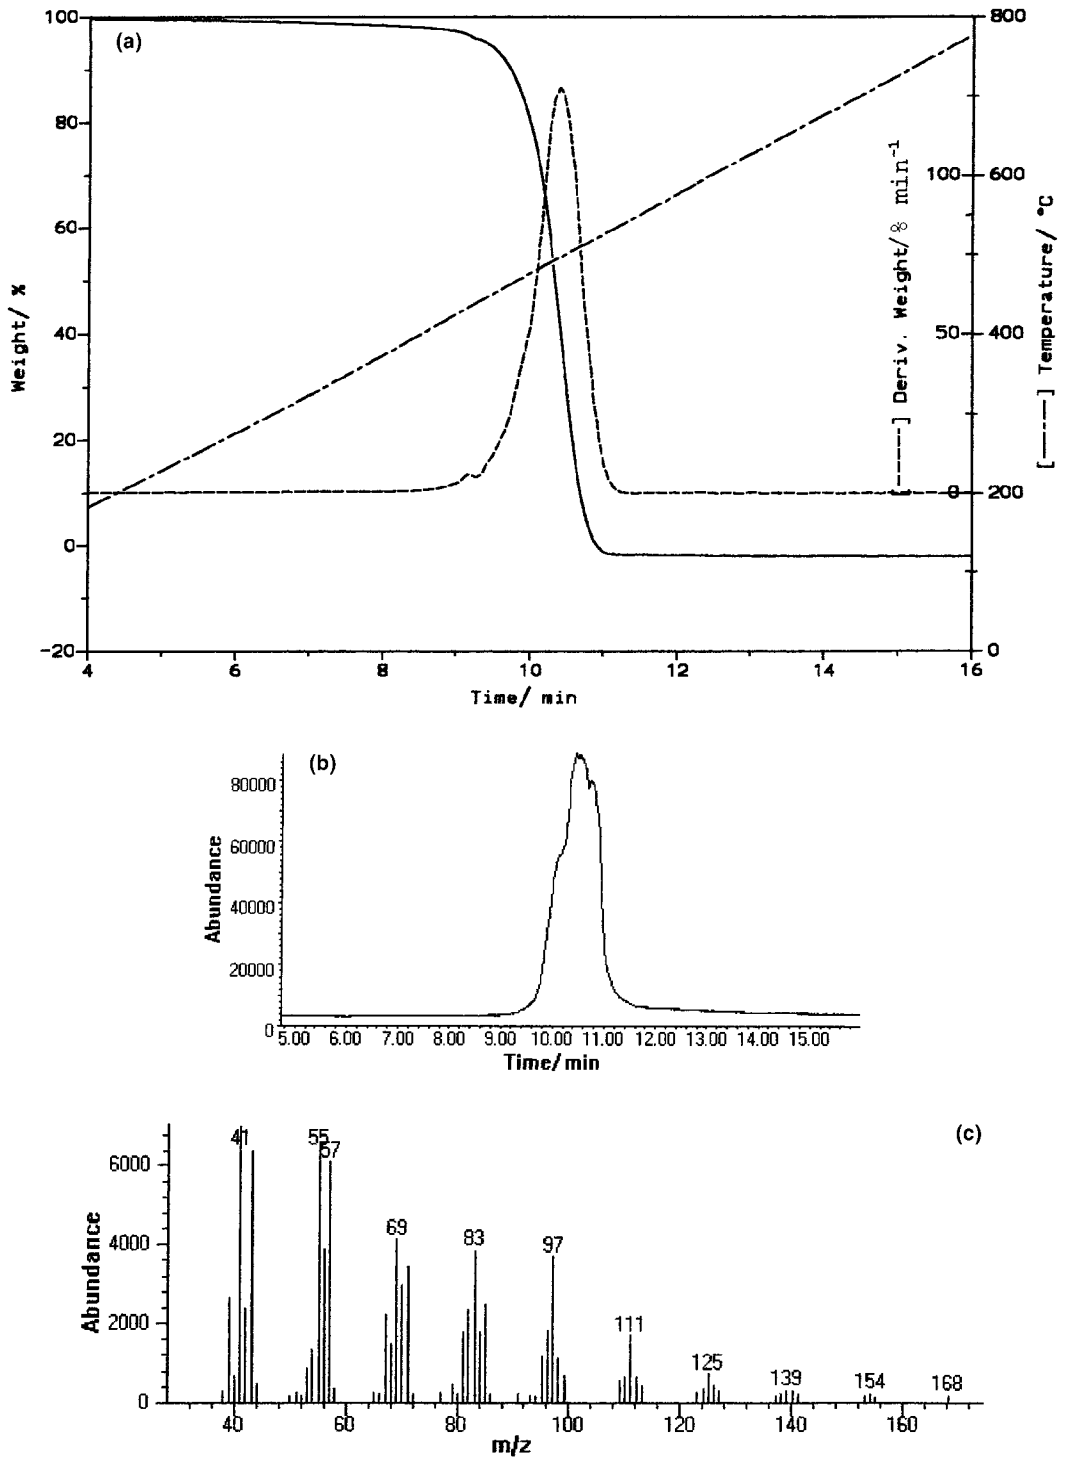 (a)
100
80
60
40
20
0
-20
Weight/ %
4 6 8 10 12 14 16
Time/ min
100
50
0
[-----] Deriv. Weight/% min⁻¹
800
600
400
200
0
[—-—-—] Temperature/ °C
(b)
80000
60000
40000
20000
0
Abundance
5.00 6.00 7.00 8.00 9.00 10.00 11.00 12.00 13.00 14.00 15.00
Time/min
(c)
6000
4000
2000
0
Abundance
41
55
57
69
83
97
111
125
139
154
168
40 60 80 100 120 140 160
m/z